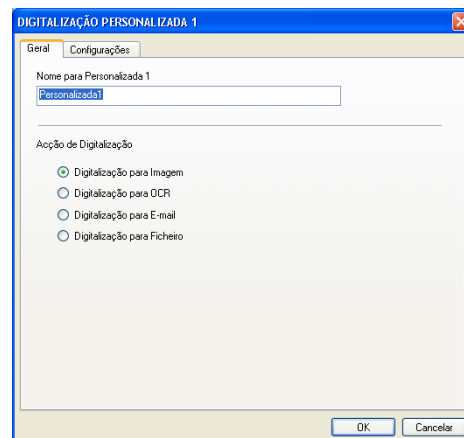 DIGITALIZAÇÃO PERSONALIZADA 1
Geral
Configurações
Nome para Personalizada 1
Personalizada1
Acção de Digitalização
Digitalização para Imagem
Digitalização para OCR
Digitalização para E-mail
Digitalização para Ficheiro
OK
Cancelar